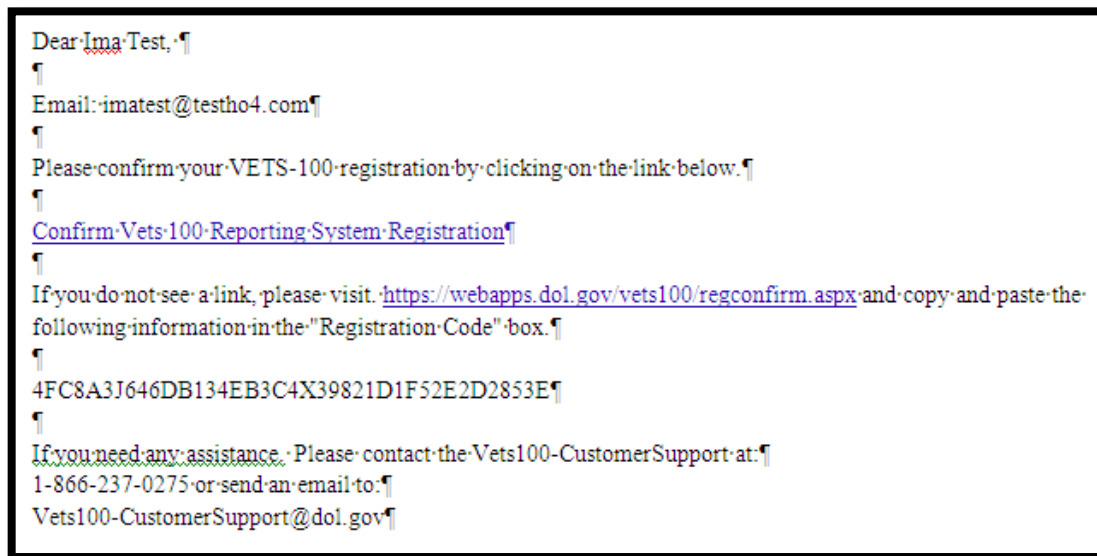 Dear Ima Test, ¶
¶
Email: imatest@testho4.com¶
¶
Please confirm your VETS-100 registration by clicking on the link below.¶
¶
Confirm Vets 100 Reporting System Registration¶
¶
If you do not see a link, please visit. https://webapps.dol.gov/vets100/regconfirm.aspx and copy and paste the
following information in the "Registration Code" box.¶
¶
4FC8A3J646DB134EB3C4X39821D1F52E2D2853E¶
¶
If you need any assistance. Please contact the Vets100-CustomerSupport at:¶
1-866-237-0275 or send an email to:¶
Vets100-CustomerSupport@dol.gov¶